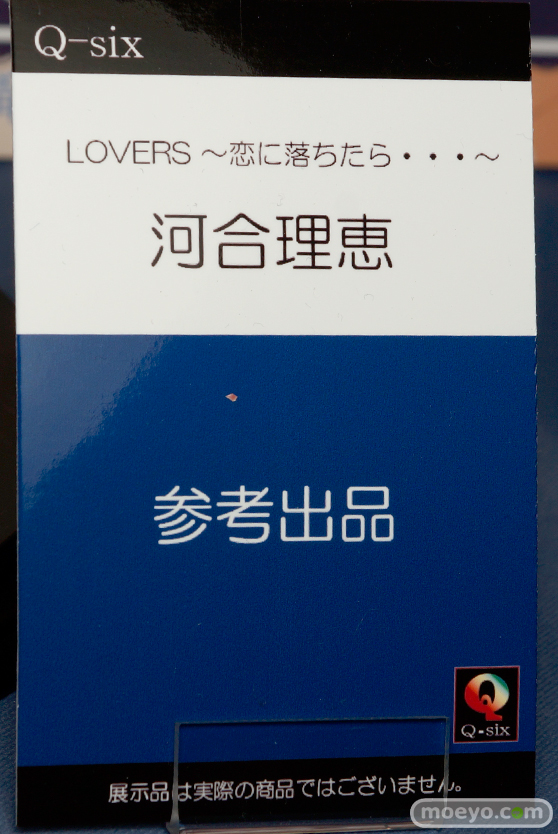 Q-six
LOVERS ～恋に落ちたら・・・～
河合理恵
参考出品
Q-six
展示品は実際の商品ではございません。
moeyo.com